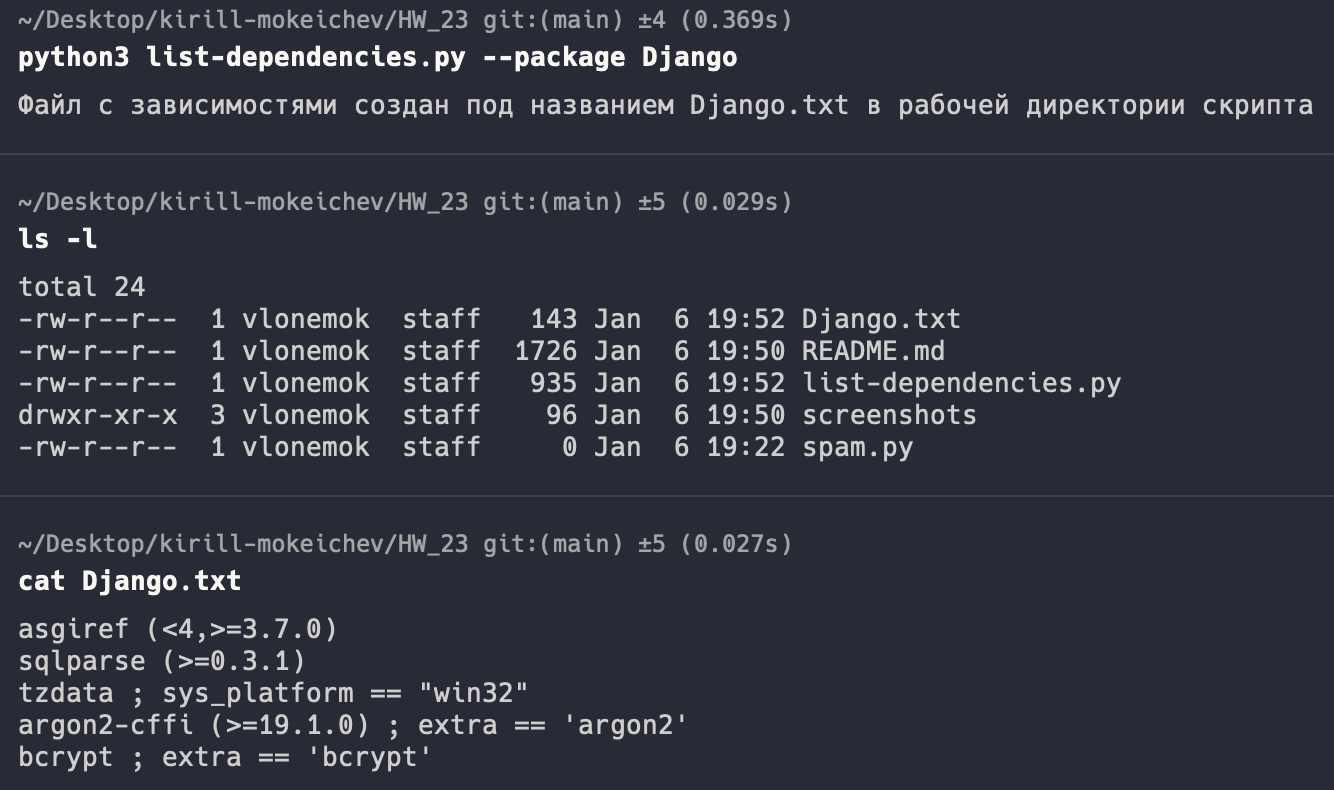 ~/Desktop/kirill-mokeichev/HW_23 git:(main) ±4 (0.369s)
python3 list-dependencies.py --package Django
Файл с зависимостями создан под названием Django.txt в рабочей директории скрипта
~/Desktop/kirill-mokeichev/HW_23 git:(main) ±5 (0.029s)
ls -l
total 24
-rw-r--r--  1 vlonemok  staff   143 Jan  6 19:52 Django.txt
-rw-r--r--  1 vlonemok  staff  1726 Jan  6 19:50 README.md
-rw-r--r--  1 vlonemok  staff   935 Jan  6 19:52 list-dependencies.py
drwxr-xr-x  3 vlonemok  staff    96 Jan  6 19:50 screenshots
-rw-r--r--  1 vlonemok  staff     0 Jan  6 19:22 spam.py
~/Desktop/kirill-mokeichev/HW_23 git:(main) ±5 (0.027s)
cat Django.txt
asgiref (<4,>=3.7.0)
sqlparse (>=0.3.1)
tzdata ; sys_platform == "win32"
argon2-cffi (>=19.1.0) ; extra == 'argon2'
bcrypt ; extra == 'bcrypt'